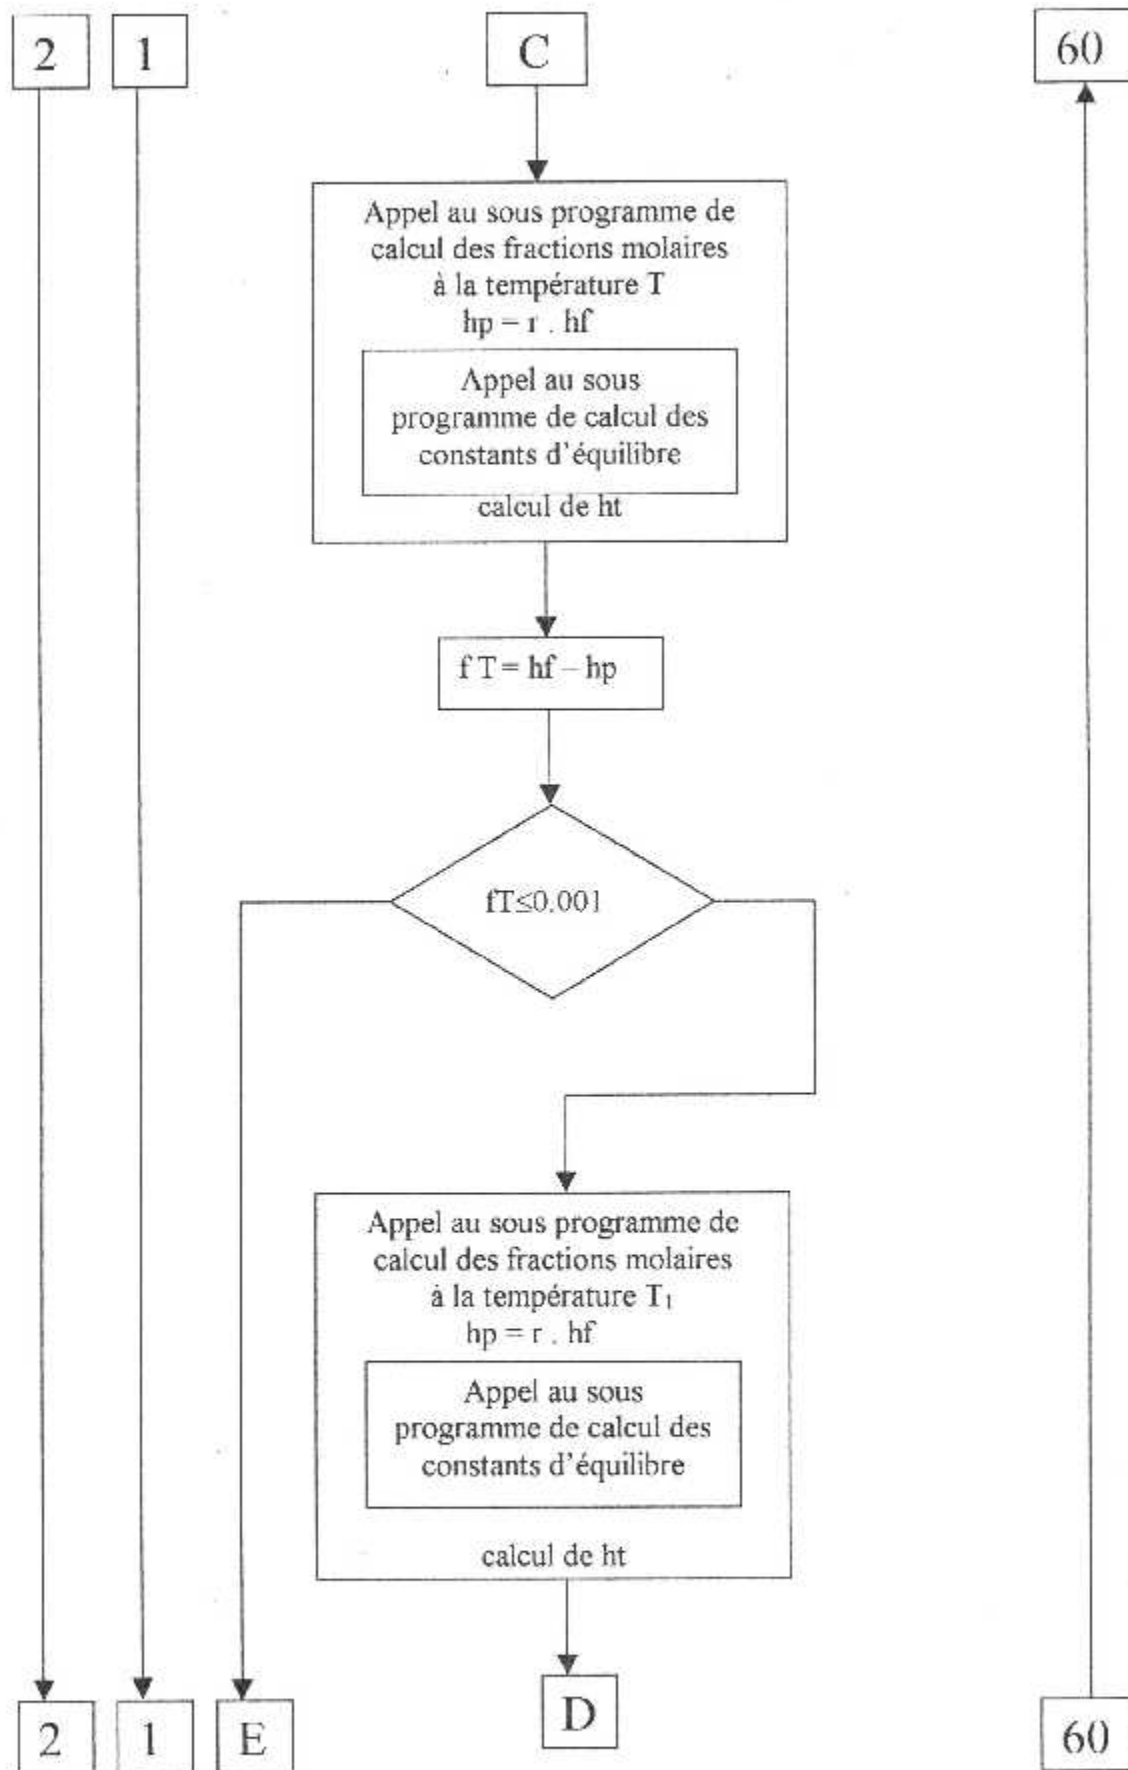 2
1
C
60
Appel au sous programme de
calcul des fractions molaires
à la température T
hp = r . hf
Appel au sous
programme de calcul des
constants d'équilibre
calcul de ht
f T = hf – hp
fT≤0.001
Appel au sous programme de
calcul des fractions molaires
à la température T₁
hp = r . hf
Appel au sous
programme de calcul des
constants d'équilibre
calcul de ht
2
1
E
D
60